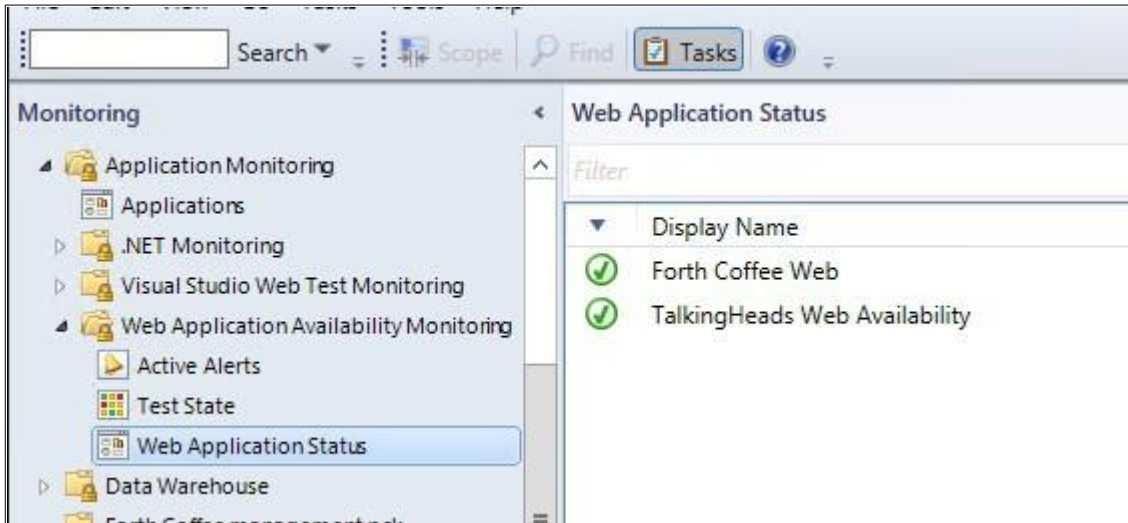 Search Scope Find Tasks
Monitoring
Application Monitoring
Applications
.NET Monitoring
Visual Studio Web Test Monitoring
Web Application Availability Monitoring
Active Alerts
Test State
Web Application Status
Data Warehouse
Web Application Status
Filter
Display Name
Forth Coffee Web
TalkingHeads Web Availability